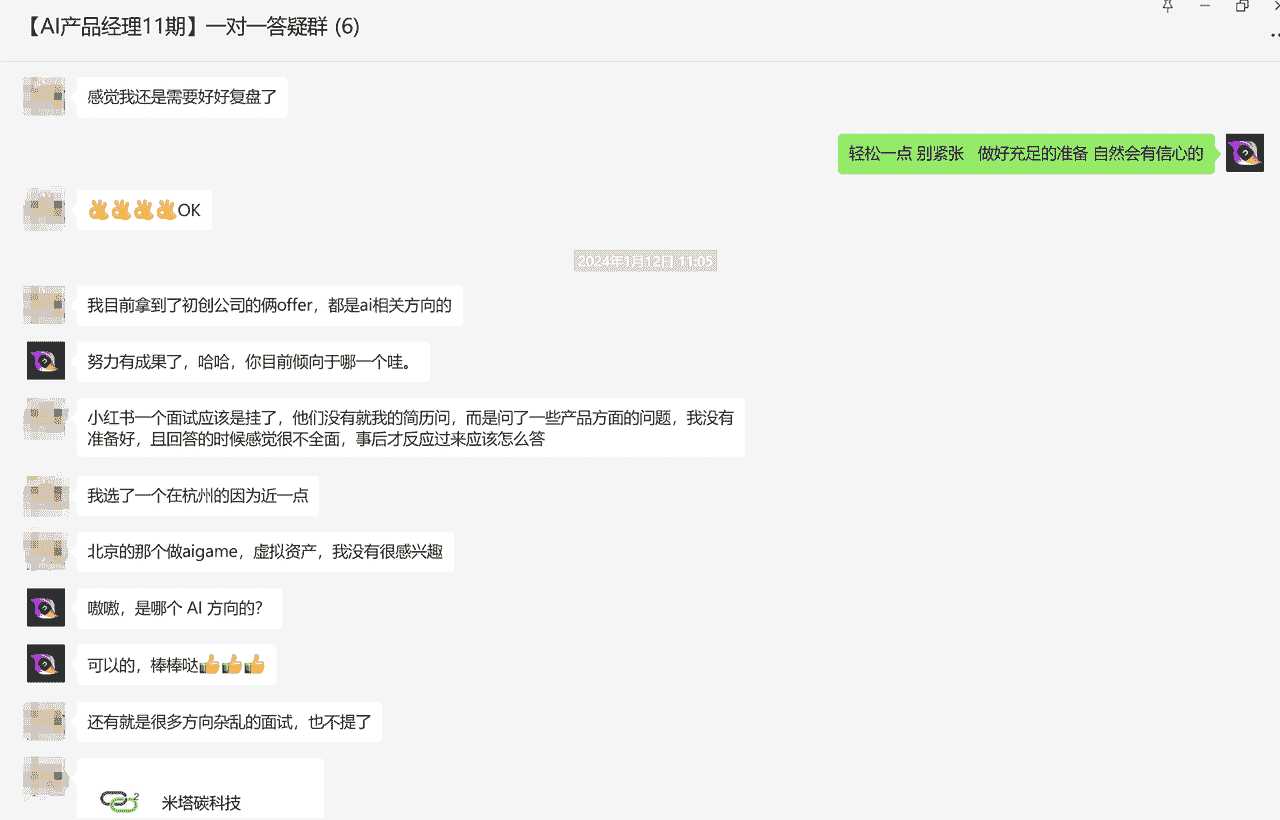 【AI产品经理11期】一对一答疑群 (6)
感觉我还是需要好好复盘了
轻松一点 别紧张 做好充足的准备 自然会有信心的
👌👌👌👌OK
2024年1月12日 11:05
我目前拿到了初创公司的俩offer，都是ai相关方向的
努力有成果了，哈哈，你目前倾向于哪一个哇。
小红书一个面试应该是挂了，他们没有就我的简历问，而是问了一些产品方面的问题，我没有
准备好，且回答的时候感觉很不全面，事后才反应过来应该怎么答
我选了一个在杭州的因为近一点
北京的那个做aigame，虚拟资产，我没有很感兴趣
嗷嗷，是哪个 AI 方向的？
可以的，棒棒哒👍👍👍
还有就是很多方向杂乱的面试，也不提了
米塔碳科技